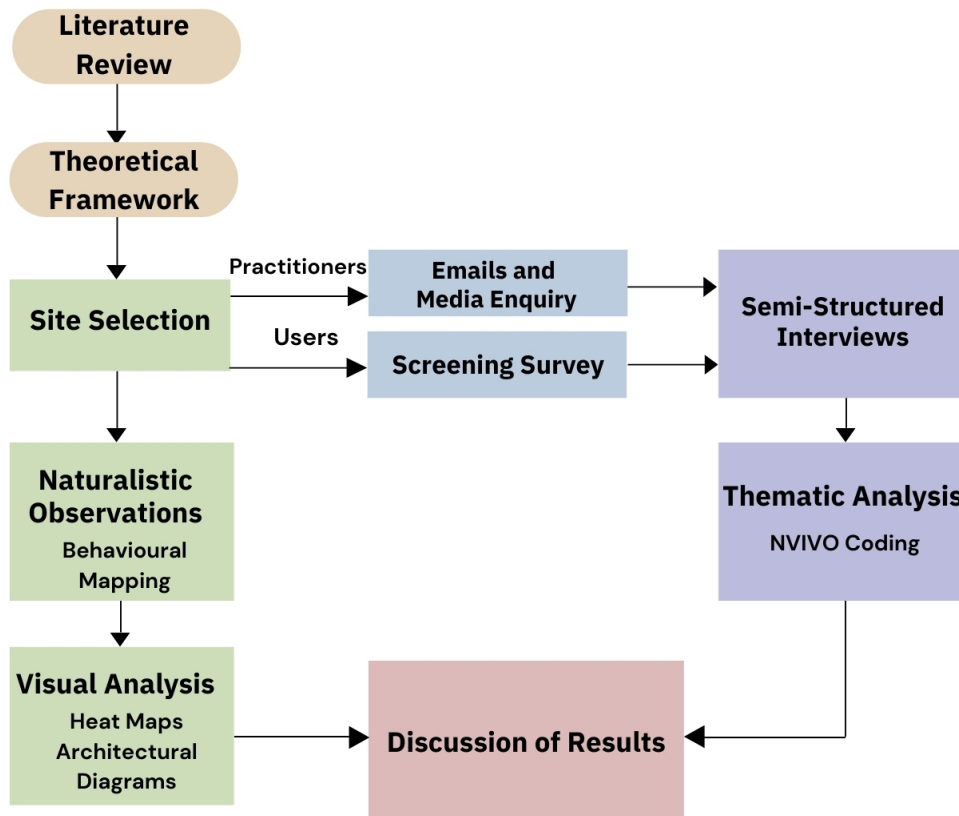 Literature
Review
Theoretical
Framework
Site Selection
Practitioners
Users
Emails and
Media Enquiry
Screening Survey
Semi-Structured
Interviews
Naturalistic
Observations
Behavioural
Mapping
Thematic Analysis
NVIVO Coding
Visual Analysis
Heat Maps
Architectural
Diagrams
Discussion of Results